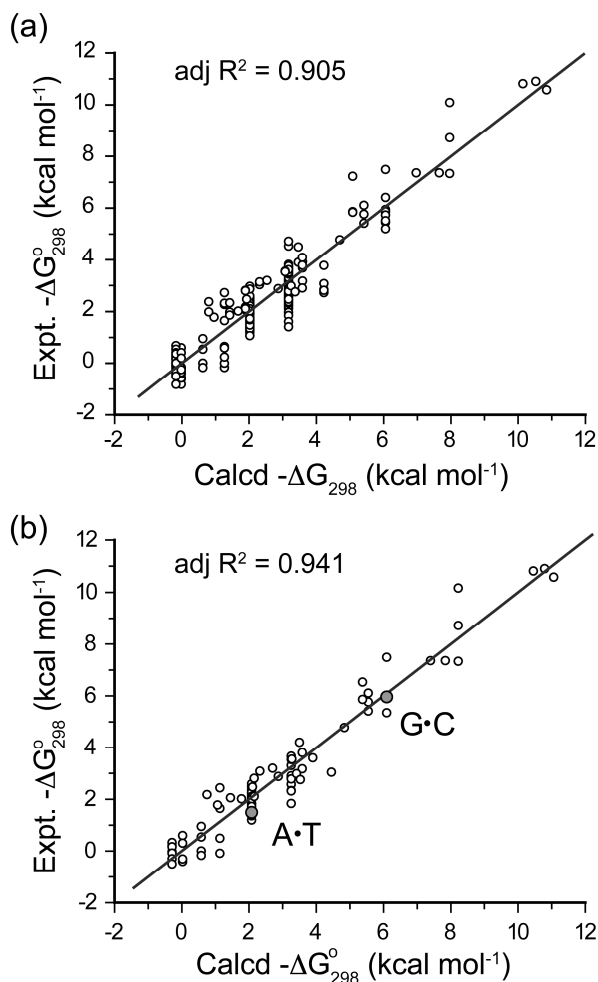 (a)
adj R² = 0.905
Expt. -ΔG°₂₉₈ (kcal mol⁻¹)
12
10
8
6
4
2
0
-2
-2 0 2 4 6 8 10 12
Calcd -ΔG₂₉₈ (kcal mol⁻¹)
(b)
adj R² = 0.941
Expt. -ΔG°₂₉₈ (kcal mol⁻¹)
12
10
8
6
4
2
0
-2
G•C
A•T
-2 0 2 4 6 8 10 12
Calcd -ΔG°₂₉₈ (kcal mol⁻¹)